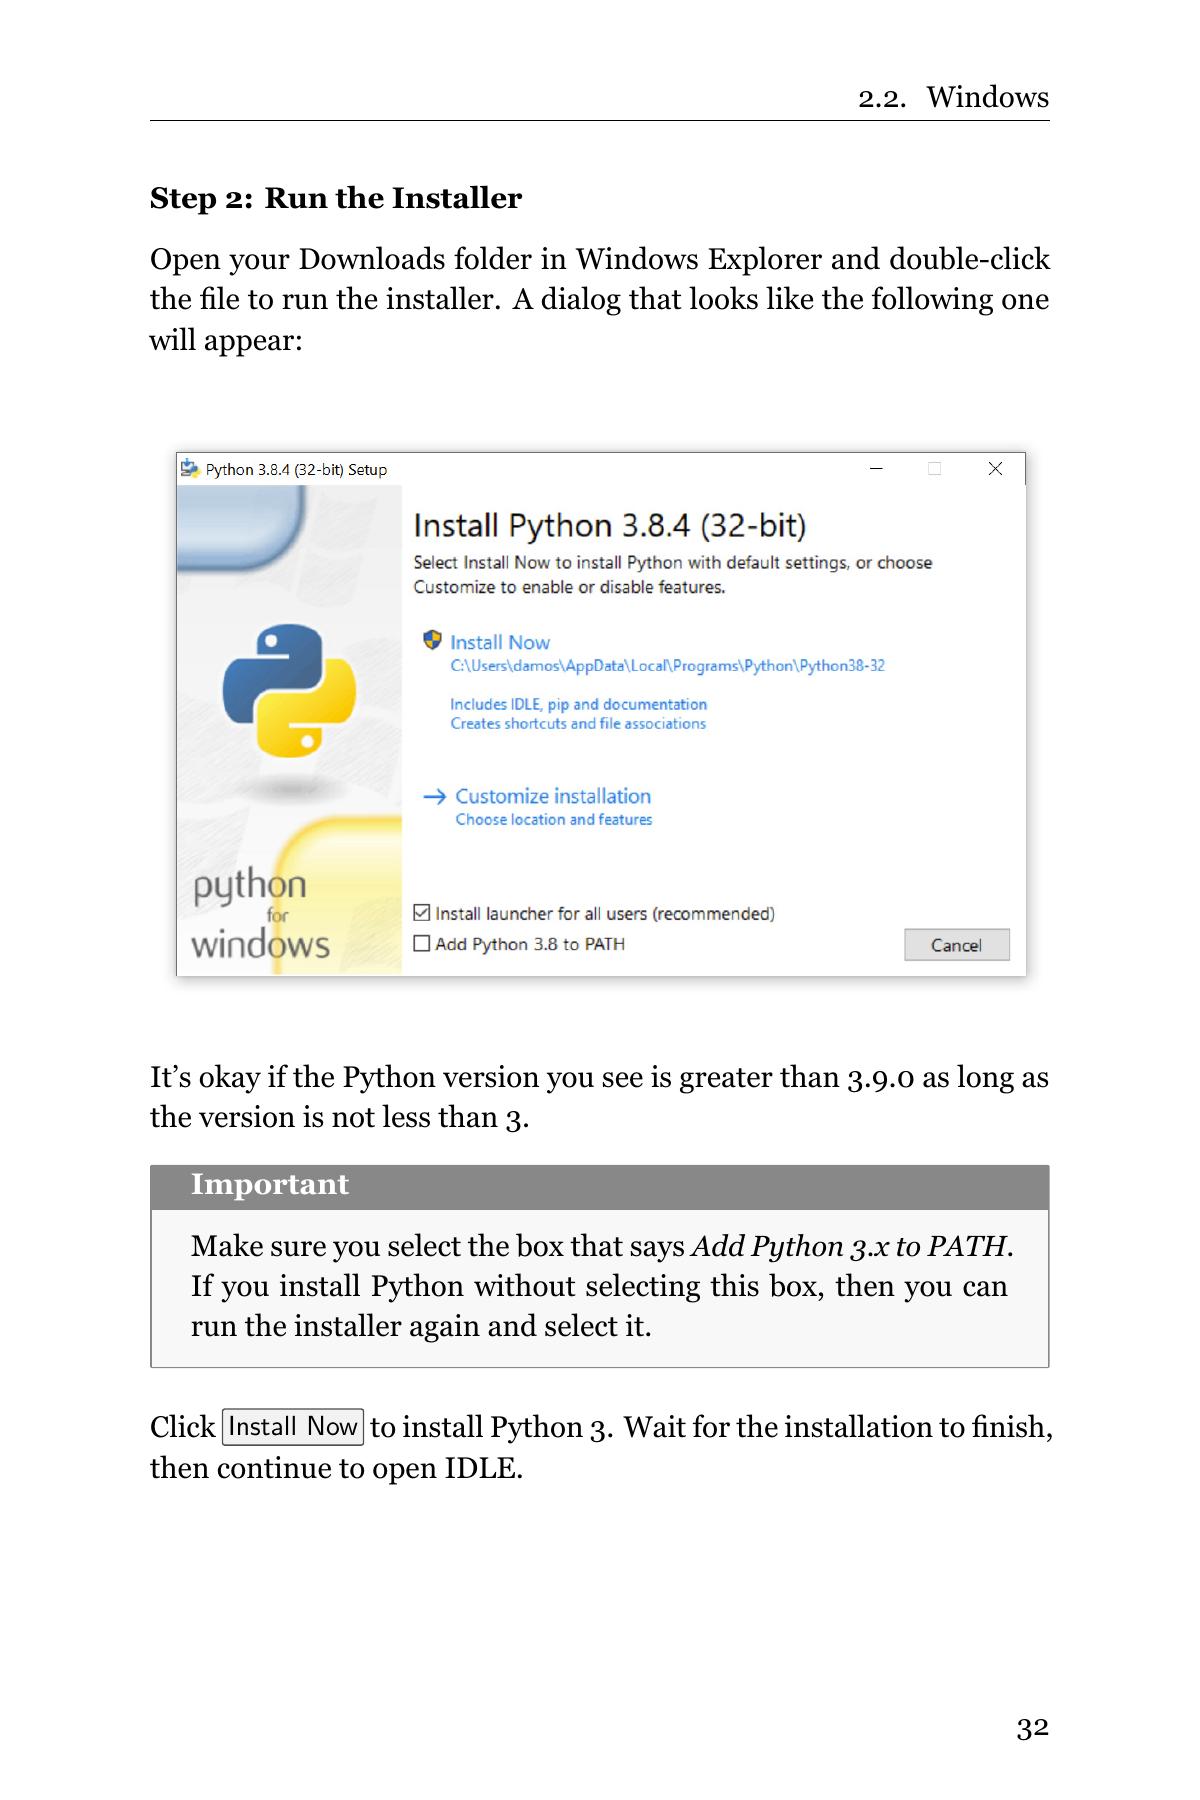 2.2. Windows
Step 2: Run the Installer
Open your Downloads folder in Windows Explorer and double-click
the file to run the installer. A dialog that looks like the following one
will appear:
Python 3.8.4 (32-bit) Setup
Install Python 3.8.4 (32-bit)
Select Install Now to install Python with default settings, or choose
Customize to enable or disable features.
Install Now
C:\Users\damos\AppData\Local\Programs\Python\Python38-32
Includes IDLE, pip and documentation
Creates shortcuts and file associations
Customize installation
Choose location and features
python
for
windows
Install launcher for all users (recommended)
Add Python 3.8 to PATH
Cancel
It’s okay if the Python version you see is greater than 3.9.0 as long as
the version is not less than 3.
Important
Make sure you select the box that says Add Python 3.x to PATH.
If you install Python without selecting this box, then you can
run the installer again and select it.
Click Install Now to install Python 3. Wait for the installation to finish,
then continue to open IDLE.
32